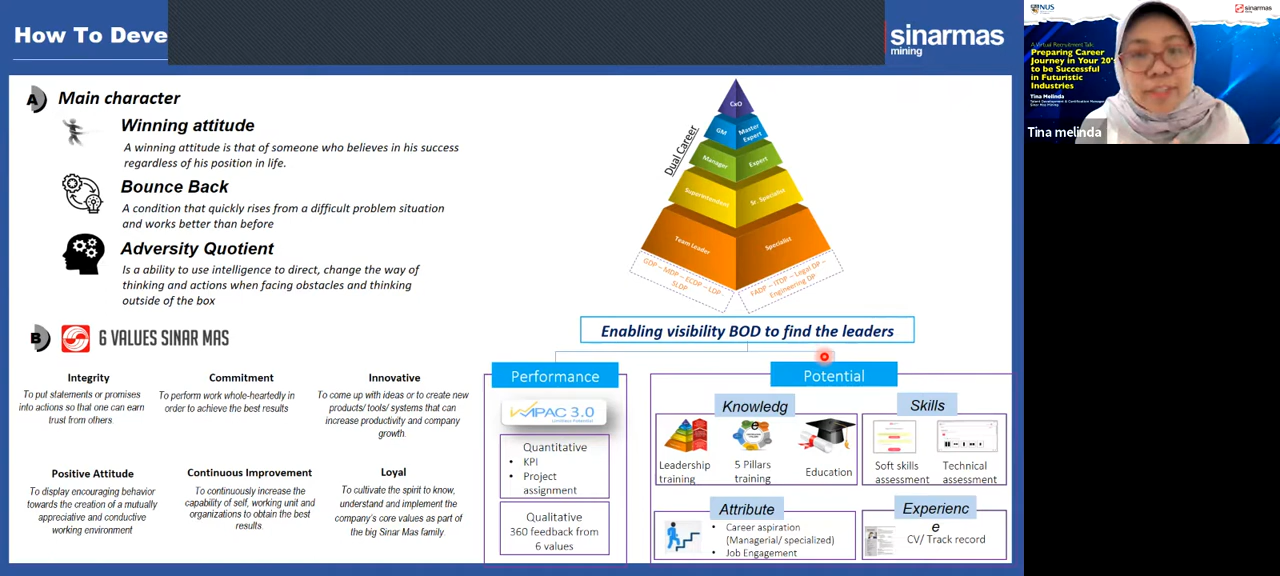 How To Deve
sinarmas
mining
A
Main character
Winning attitude
A winning attitude is that of someone who believes in his success
regardless of his position in life.
Bounce Back
A condition that quickly rises from a difficult problem situation
and works better than before
Adversity Quotient
Is a ability to use intelligence to direct, change the way of
thinking and actions when facing obstacles and thinking
outside of the box
B
6 VALUES SINAR MAS
Integrity
To put statements or promises
into actions so that one can earn
trust from others.
Commitment
To perform work whole-heartedly in
order to achieve the best results
Innovative
To come up with ideas or to create new
products/ tools/ systems that can
increase productivity and company
growth.
Positive Attitude
To display encouraging behavior
towards the creation of a mutually
appreciative and conductive
working environment
Continuous Improvement
To continuously increase the
capability of self, working unit and
organizations to obtain the best
results.
Loyal
To cultivate the spirit to know,
understand and implement the
company's core values as part of
the big Sinar Mas family.
Dual Career
CxO
GM
Master
Expert
Manager
Expert
Superintendent
Sr. Specialist
Team Leader
Specialist
GDP – MDP – ECDP – LDP –
SLDP
FADP – ITDP – Legal DP –
Engineering DP
Enabling visibility BOD to find the leaders
Performance
IMPAC 3.0
Quantitative
• KPI
• Project
assignment
Qualitative
360 feedback from
6 values
Potential
Knowledg
e
Leadership
training
5 Pillars
training
Education
Skills
Soft skills
assessment
Technical
assessment
Attribute
• Career aspiration
(Managerial/ specialized)
• Job Engagement
Experienc
e
CV/ Track record
NUS
sinarmas
A Virtual Recruitment Talk
Preparing Career
Journey in Your 20's
to be Successful
in Futuristic
Industries
Tina Melinda
Talent Development & Certification Manager
Tina melinda